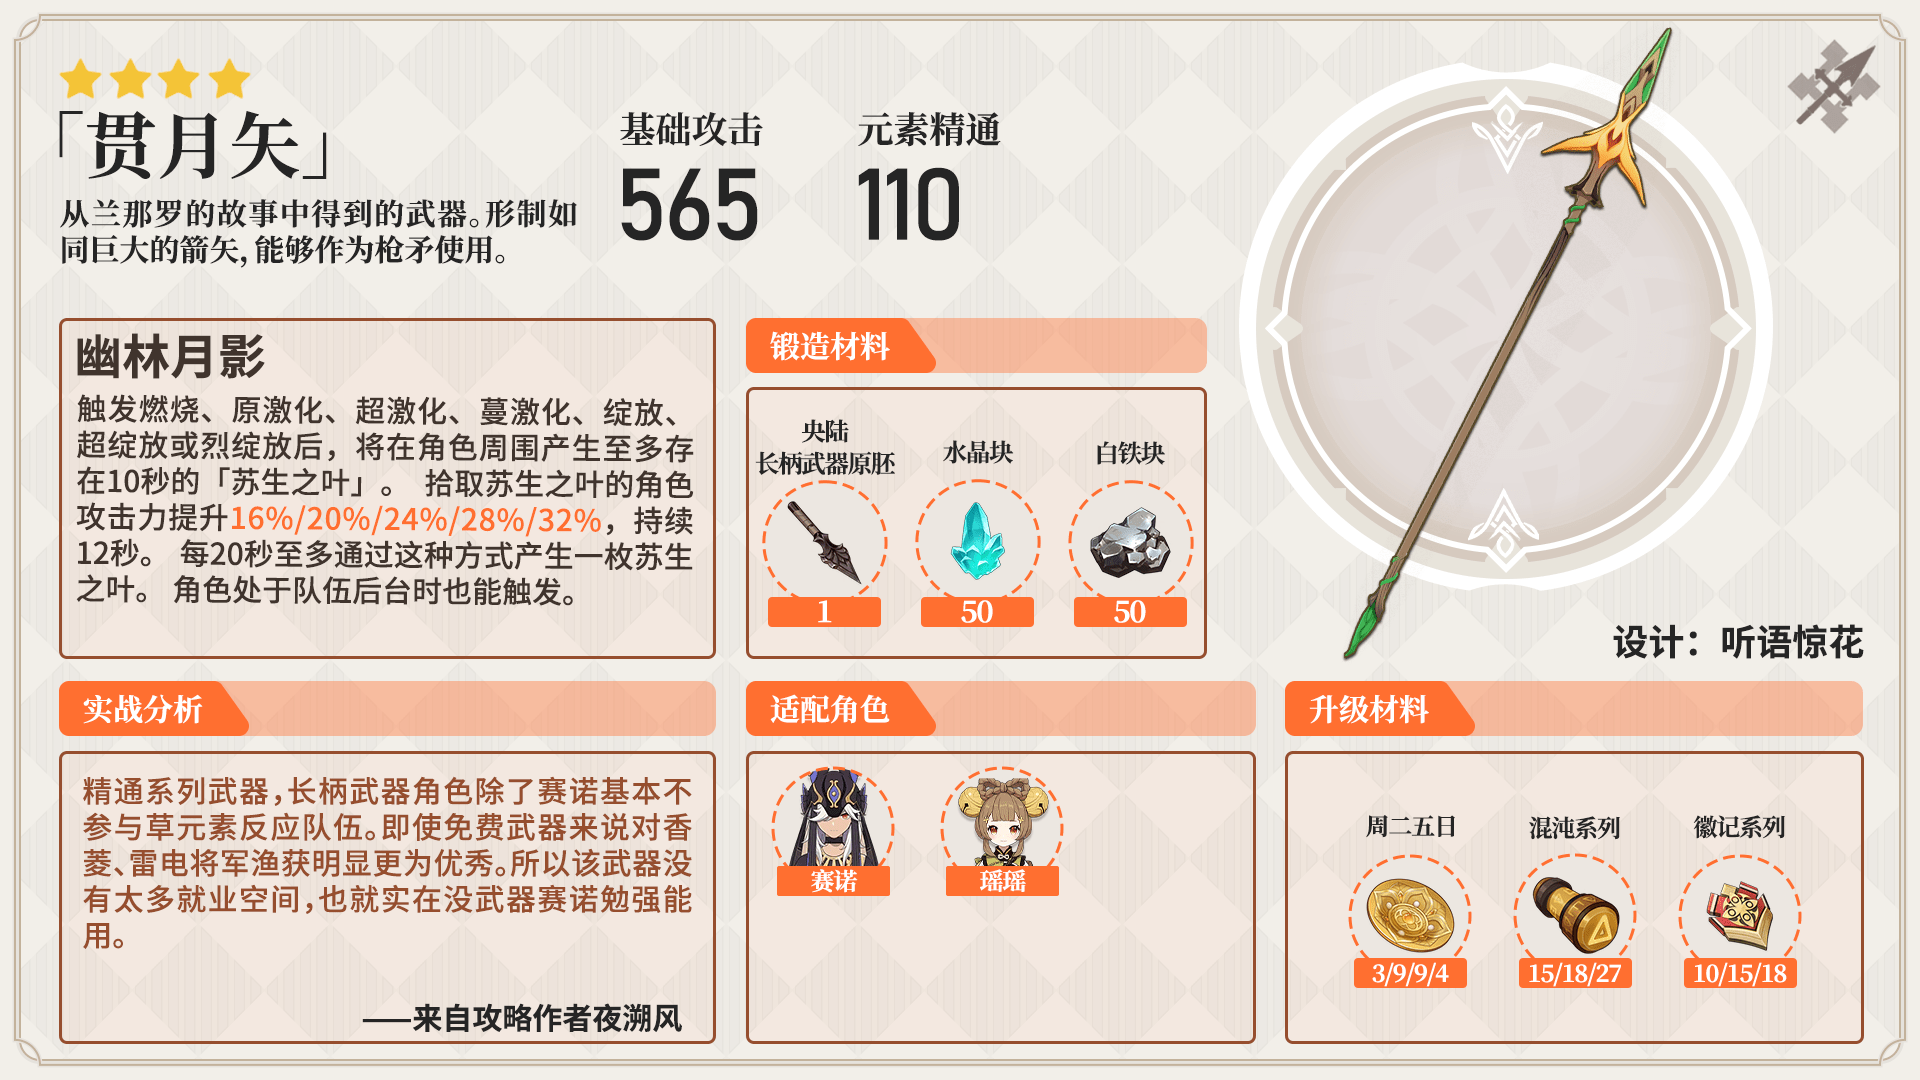 「贯月矢」
从兰那罗的故事中得到的武器。形制如
同巨大的箭矢，能够作为枪矛使用。
基础攻击
565
元素精通
110
幽林月影
触发燃烧、原激化、超激化、蔓激化、绽放、
超绽放或烈绽放后，将在角色周围产生至多存
在10秒的「苏生之叶」。 拾取苏生之叶的角色
攻击力提升16%/20%/24%/28%/32%，持续
12秒。 每20秒至多通过这种方式产生一枚苏生
之叶。 角色处于队伍后台时也能触发。
锻造材料
央陆
长柄武器原胚
1
水晶块
50
白铁块
50
设计：听语惊花
实战分析
精通系列武器，长柄武器角色除了赛诺基本不
参与草元素反应队伍。即使免费武器来说对香
菱、雷电将军渔获明显更为优秀。所以该武器没
有太多就业空间，也就实在没武器赛诺勉强能
用。
——来自攻略作者夜溯风
适配角色
赛诺
瑶瑶
升级材料
周二五日
3/9/9/4
混沌系列
15/18/27
徽记系列
10/15/18